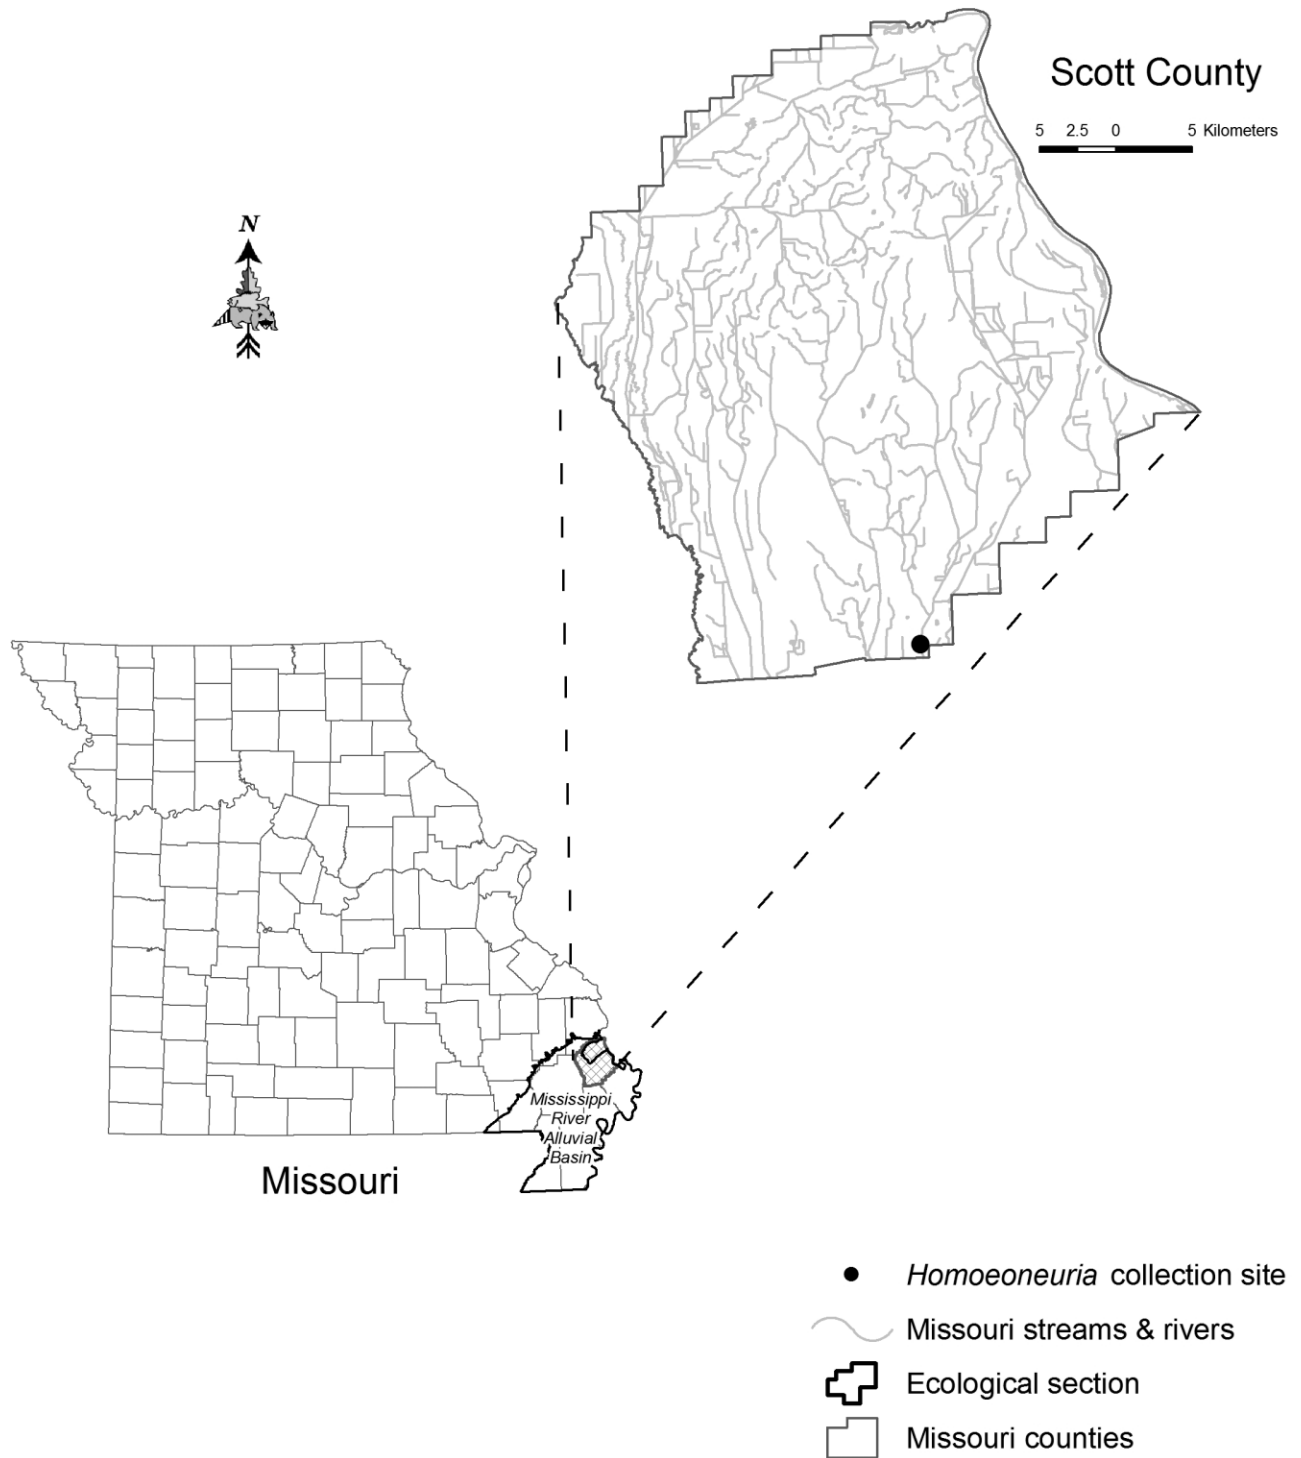 Scott County
5 2.5 0 5 Kilometers
N
Mississippi
River
Alluvial
Basin
Missouri
Homoeoneuria collection site
Missouri streams & rivers
Ecological section
Missouri counties